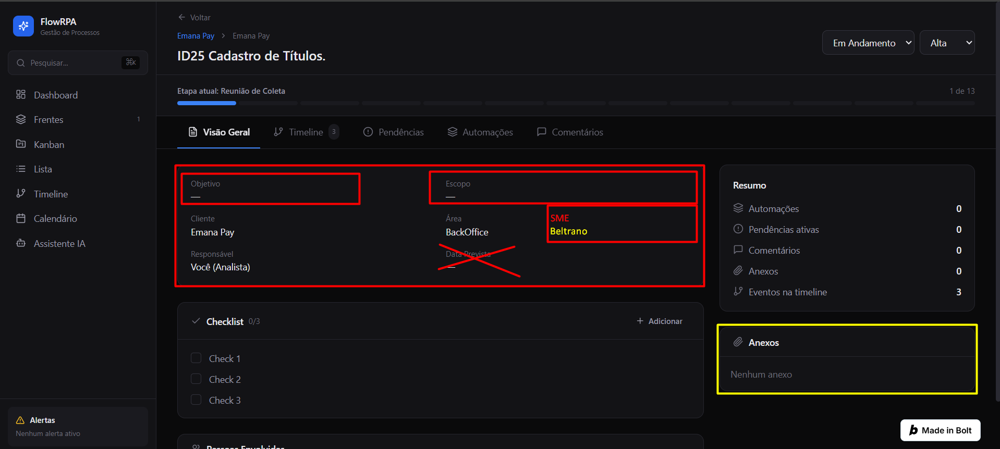 FlowRPA
Gestão de Processos
Pesquisar...
⌘K
Dashboard
Frentes 1
Kanban
Lista
Timeline
Calendário
Assistente IA
Alertas
Nenhum alerta ativo
Voltar
Emana Pay > Emana Pay
ID25 Cadastro de Títulos.
Em Andamento
Alta
Etapa atual: Reunião de Coleta
1 de 13
Visão Geral
Timeline 3
Pendências
Automações
Comentários
Objetivo
—
Escopo
—
Cliente
Emana Pay
Área
BackOffice
SME
Beltrano
Responsável
Você (Analista)
Data Prevista
—
Checklist 0/3
+ Adicionar
Check 1
Check 2
Check 3
Pessoas Envolvidas
Resumo
Automações 0
Pendências ativas 0
Comentários 0
Anexos 0
Eventos na timeline 3
Anexos
Nenhum anexo
b Made in Bolt